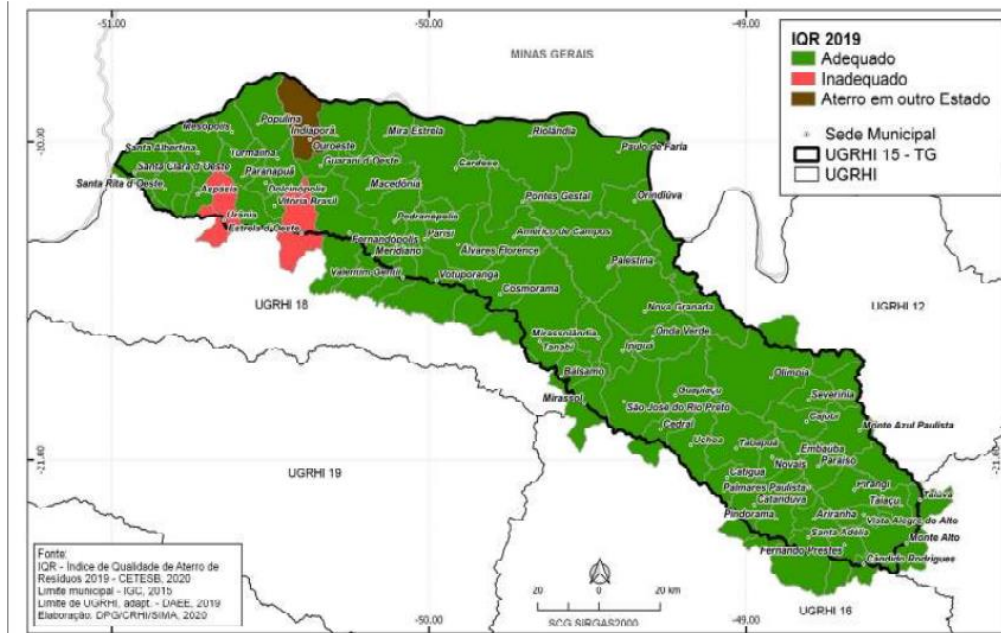 -51.00
-50.00
-49.00
MINAS GERAIS
IQR 2019
Adequado
Inadequado
Aterro em outro Estado
Sede Municipal
UGRHI 15 - TG
UGRHI
Populina
Mesópolis
Indiaporã
Mira Estrela
Riolândia
Santa Albertina
Ouroeste
Paulo de Faria
Turmalina
Guarani d'Oeste
Santa Clara d'Oeste
Cardoso
Paranapuã
Santa Rita d'Oeste
Aspásia
Dolcinópolis
Macedônia
Vitória Brasil
Pontes Gestal
Orindiúva
Urânia
Pedranápolis
Estrela d'Oeste
Parisi
Américo de Campos
Fernandópolis
Meridiano
Álvares Florence
Palestina
Valentim Gentil
Votuporanga
Cosmorama
UGRHI 18
UGRHI 12
Nova Granada
Mirassolândia
Onda Verde
Tanabi
Ipiguá
Bálsamo
Olímpia
Mirassol
Guapiaçu
Severínia
São José do Rio Preto
Cajobi
Cedral
Monte Azul Paulista
Uchoa
Tabapuã
Embaúba
UGRHI 19
Novais
Paraíso
Catiguá
-21.00
Palmares Paulista
Pirangi
Catanduva
Taiaçu
Taiúva
Pindorama
Ariranha
Vista Alegre do Alto
Santa Adélia
Monte Alto
Fernando Prestes
Cândido Rodrigues
Fonte:
IQR - Índice de Qualidade de Aterro de
Resíduos 2019 - CETESB, 2020
Limite municipal - IGC, 2015
Limite de UGRHI, adapt. - DAEE, 2019
Elaboração: DPG/CRHi/SIMA, 2020
20 0 20 km
SCG SIRGAS2000
UGRHI 16
-50.00
-49.00